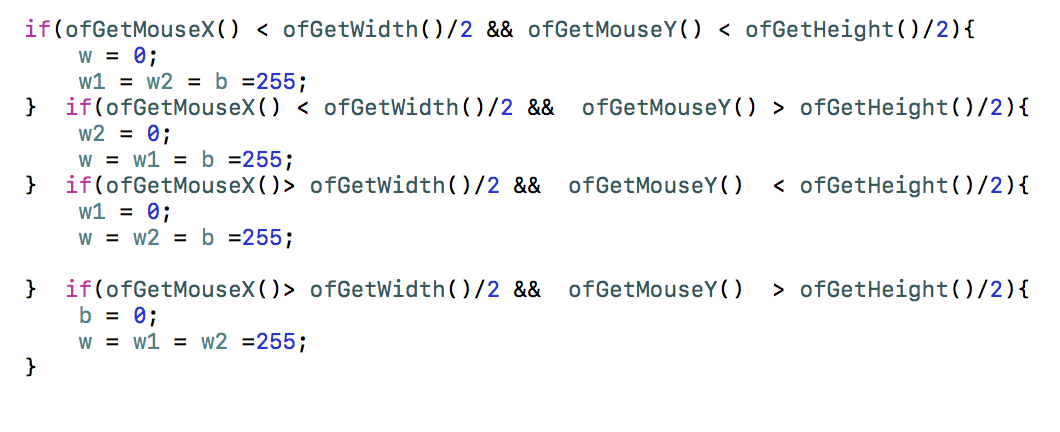 if(ofGetMouseX() < ofGetWidth()/2 && ofGetMouseY() < ofGetHeight()/2){
    w = 0;
    w1 = w2 = b =255;
}  if(ofGetMouseX() < ofGetWidth()/2 &&  ofGetMouseY() > ofGetHeight()/2){
    w2 = 0;
    w = w1 = b =255;
}  if(ofGetMouseX()> ofGetWidth()/2 &&  ofGetMouseY()  < ofGetHeight()/2){
    w1 = 0;
    w = w2 = b =255;
}  if(ofGetMouseX()> ofGetWidth()/2 &&  ofGetMouseY()  > ofGetHeight()/2){
    b = 0;
    w = w1 = w2 =255;
}